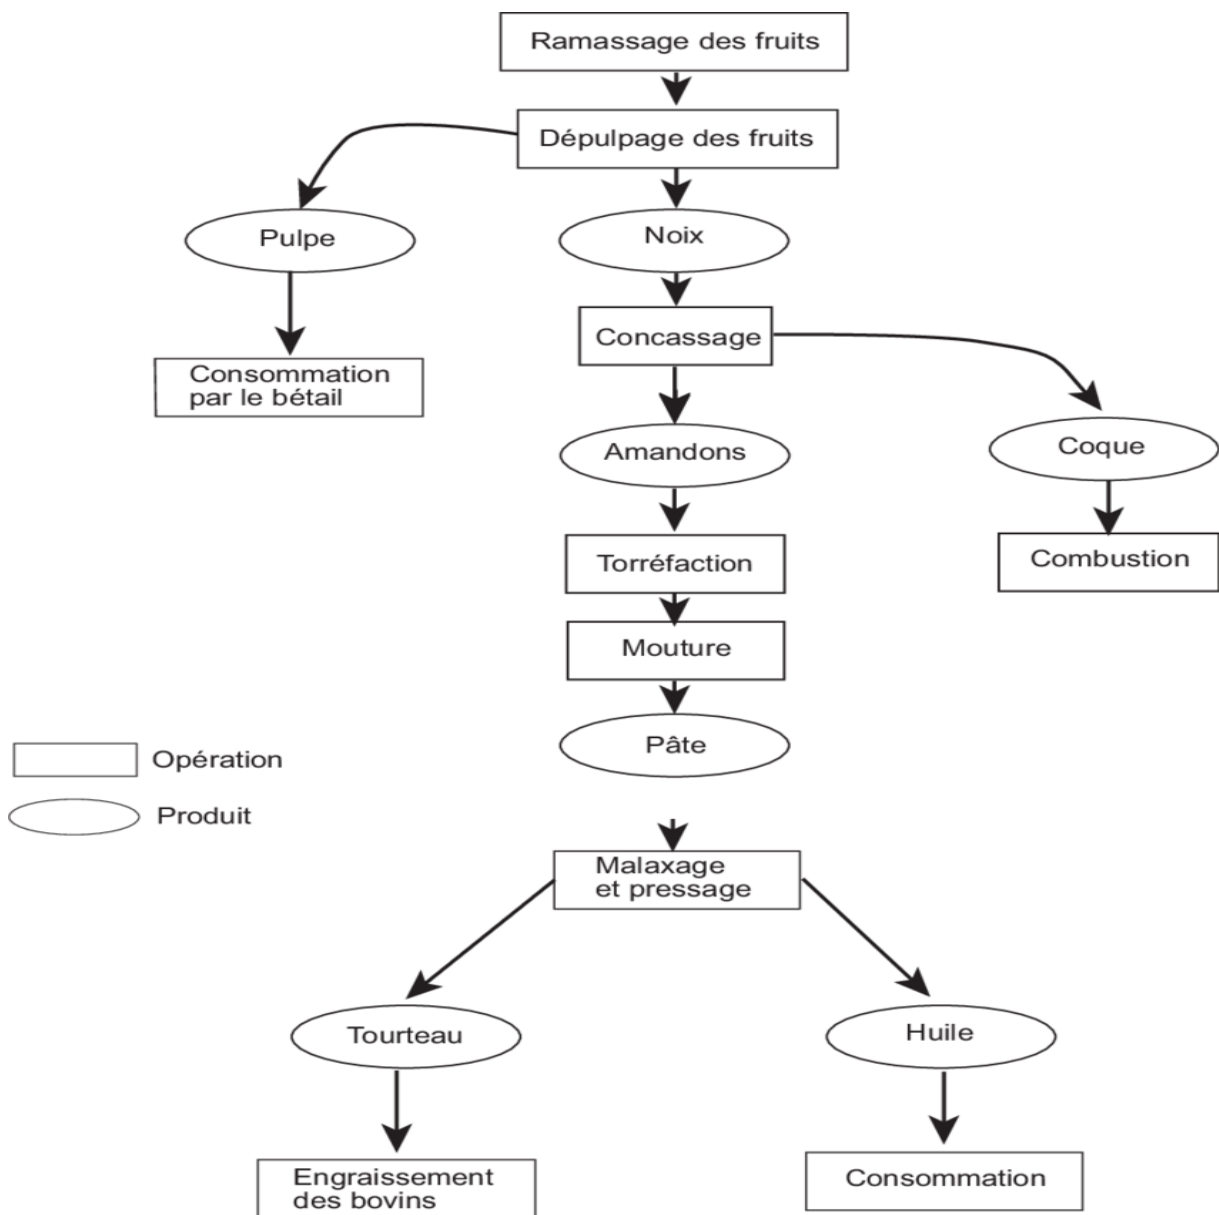 Ramassage des fruits
Dépulpage des fruits
Pulpe
Noix
Concassage
Consommation
par le bétail
Amandons
Coque
Torréfaction
Combustion
Mouture
Pâte
Opération
Produit
Malaxage
et pressage
Tourteau
Huile
Engraissement
des bovins
Consommation